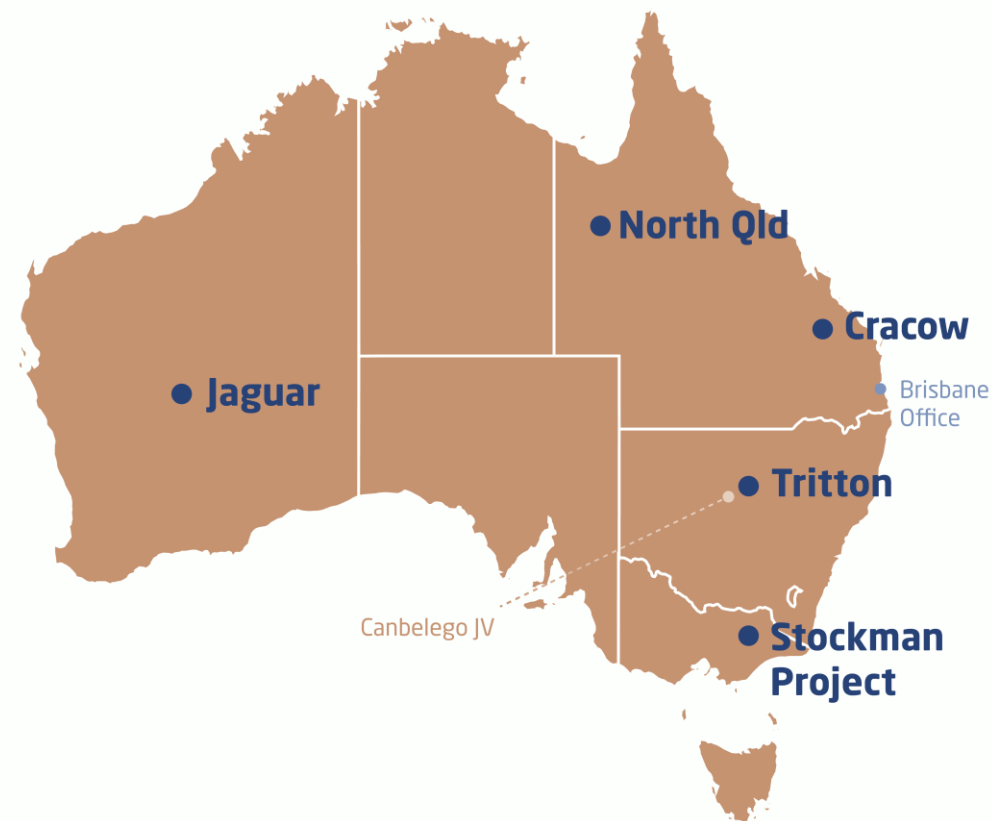 North Qld
Cracow
Jaguar
Brisbane
Office
Tritton
Canbelego JV
Stockman
Project